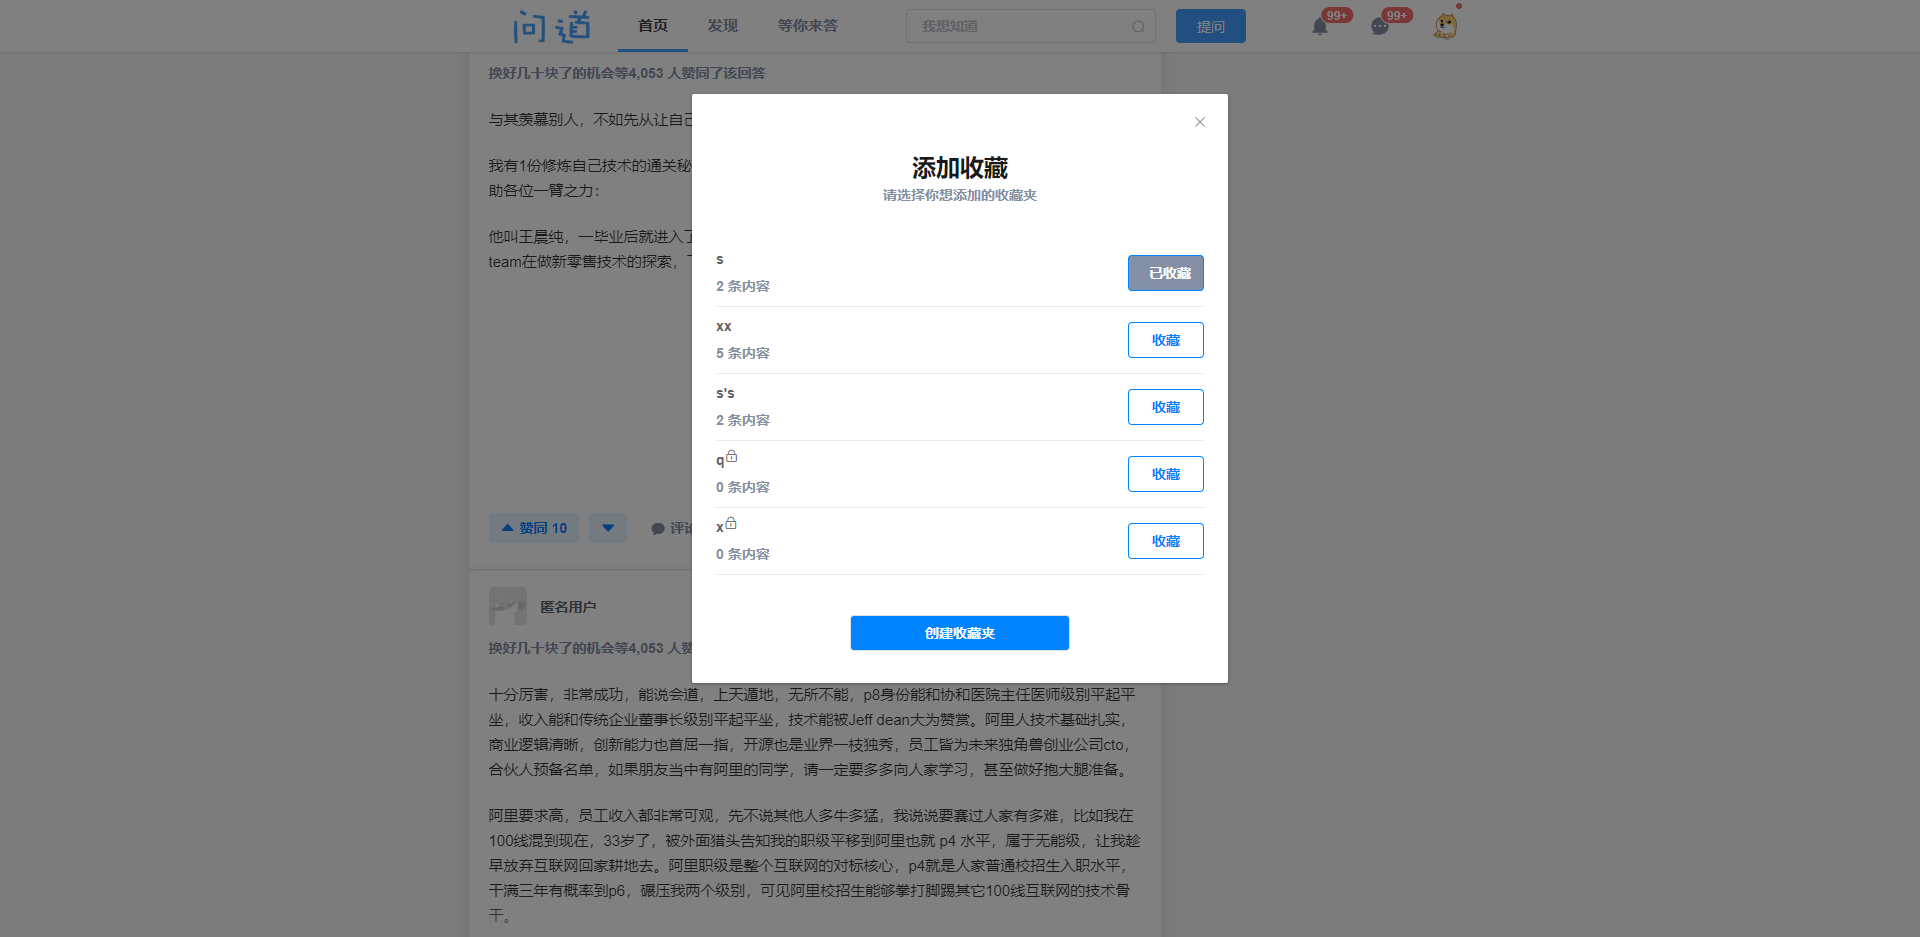 问道
首页 发现 等你来答 我想知道 提问 99+ 99+
换好几十块了的机会等4,053 人赞同了该回答
与其羡慕别人，不如先从让自己
我有1份修炼自己技术的通关秘
助各位一臂之力：
他叫王晨纯，一毕业后就进入了
team在做新零售技术的探索，
赞同 10 评论
添加收藏
请选择你想添加的收藏夹
s
2 条内容
已收藏
xx
5 条内容
收藏
s's
2 条内容
收藏
q
0 条内容
收藏
x
0 条内容
收藏
创建收藏夹
匿名用户
换好几十块了的机会等4,053 人赞
十分厉害，非常成功，能说会道，上天遁地，无所不能，p8身份能和协和医院主任医师级别平起平
坐，收入能和传统企业董事长级别平起平坐，技术能被Jeff dean大为赞赏。阿里人技术基础扎实，
商业逻辑清晰，创新能力也首屈一指，开源也是业界一枝独秀，员工皆为未来独角兽创业公司cto，
合伙人预备名单，如果朋友当中有阿里的同学，请一定要多多向人家学习，甚至做好抱大腿准备。
阿里要求高，员工收入都非常可观，先不说其他人多牛多猛，我说说要塞过人家有多难，比如我在
100线混到现在，33岁了，被外面猎头告知我的职级平移到阿里也就 p4 水平，属于无能级，让我趁
早放弃互联网回家耕地去。阿里职级是整个互联网的对标核心，p4就是人家普通校招生入职水平，
干满三年有概率到p6，碾压我两个级别，可见阿里校招生能够拳打脚踢其它100线互联网的技术骨
干。